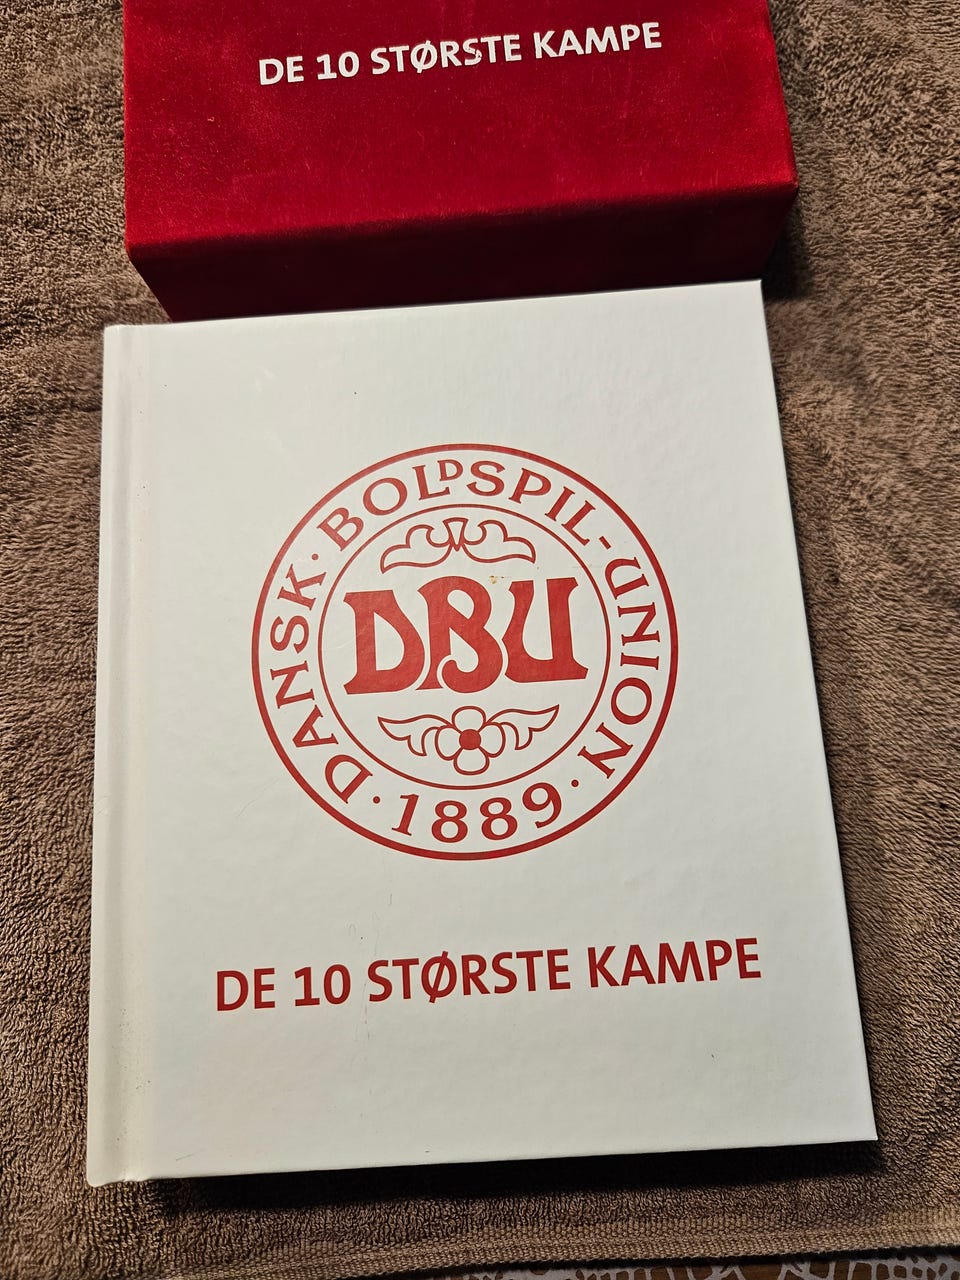 DE 10 STØRSTE KAMPE
DANSK · BOLDSPIL-UNION · 1889 ·
DBU
DE 10 STØRSTE KAMPE